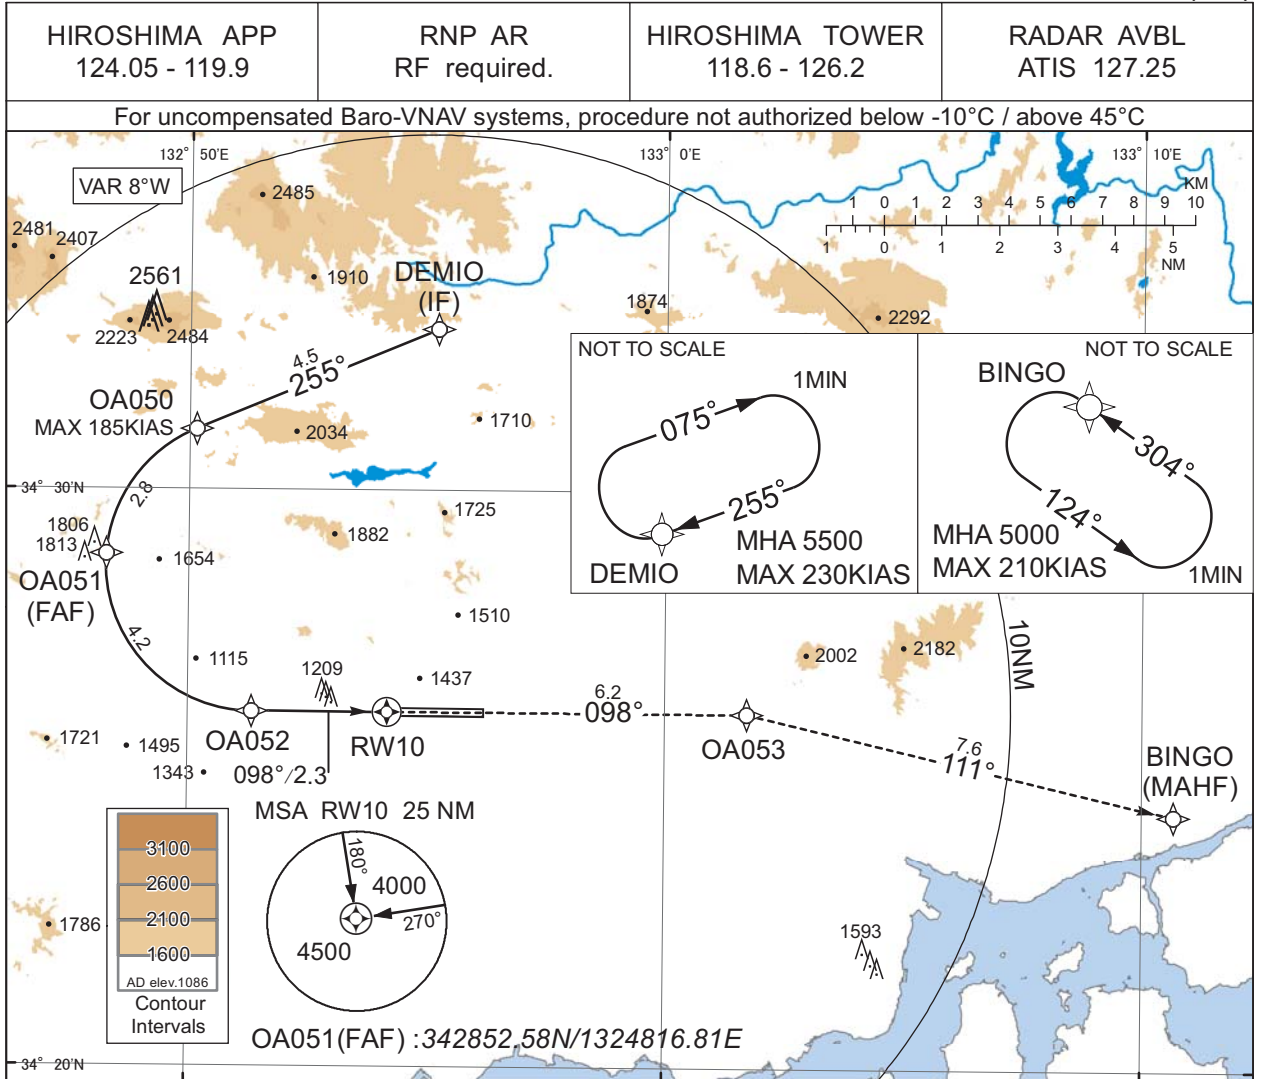 HIROSHIMA APP
124.05 - 119.9
RNP AR
RF required.
HIROSHIMA TOWER
118.6 - 126.2
RADAR AVBL
ATIS 127.25
For uncompensated Baro-VNAV systems, procedure not authorized below -10°C / above 45°C
132° 50'E
133° 0'E
133° 10'E
VAR 8°W
KM
1 0 1 2 3 4 5 6 7 8 9 10
1 0 1 2 3 4 5
NM
2485
2481
2407
2561
1910
DEMIO
(IF)
2223
2484
1874
2292
4.5
255°
OA050
MAX 185KIAS
2034
1710
NOT TO SCALE
1MIN
075°
255°
MHA 5500
MAX 230KIAS
DEMIO
NOT TO SCALE
BINGO
304°
124°
MHA 5000
MAX 210KIAS
1MIN
34° 30'N
2.8
1806
1813
1725
1882
1654
OA051
(FAF)
1510
4.2
1115
1209
1437
2002
2182
10NM
6.2
098°
1721
1495
OA052
RW10
OA053
7.6
111°
BINGO
(MAHF)
1343
098°/2.3
MSA RW10 25 NM
180°
4000
270°
4500
3100
2600
2100
1600
AD elev.1086
Contour
Intervals
1786
1593
OA051(FAF) :342852.58N/1324816.81E
34° 20'N